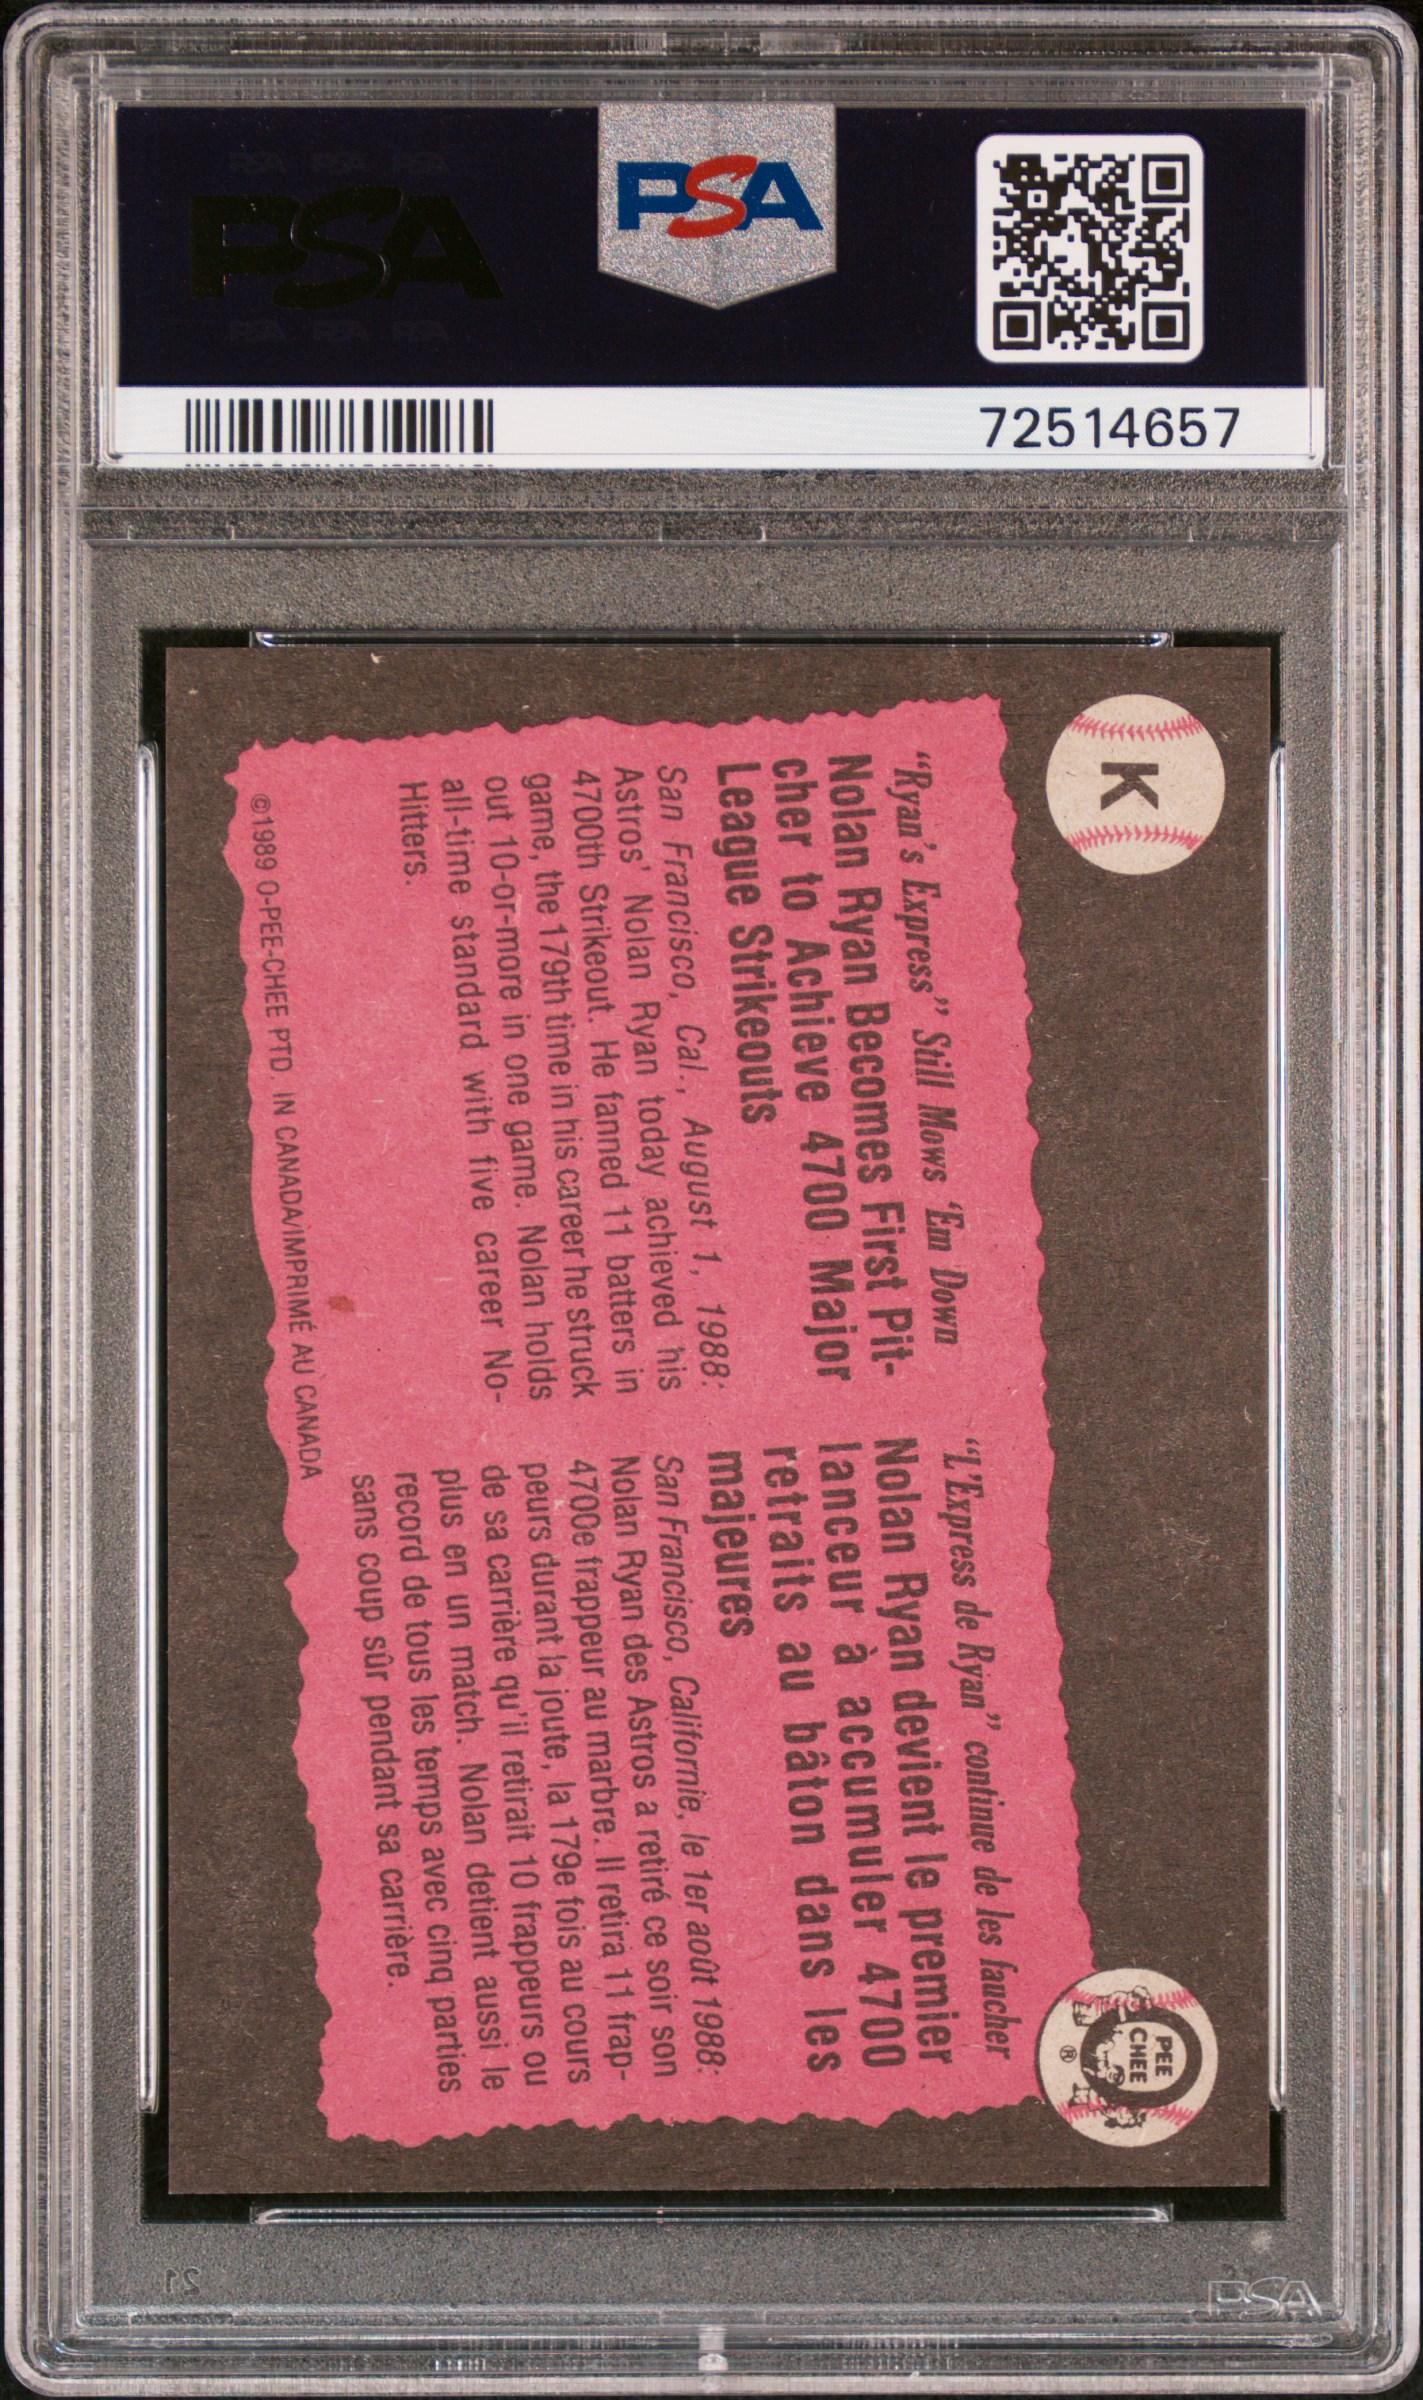 PSA PSA PSA
PSA
PSA PSA PSA
PSA
72514657
K
"Ryan's Express" Still Mows 'Em Down
Nolan Ryan Becomes First Pit-
cher to Achieve 4700 Major
League Strikeouts
San Francisco, Cal., August 1, 1988:
Astros' Nolan Ryan today achieved his
4700th Strikeout. He fanned 11 batters in
game, the 179th time in his career he struck
out 10-or-more in one game. Nolan holds
all-time standard with five career No-
Hitters.
©1989 O-PEE-CHEE PTD. IN CANADA/IMPRIMÉ AU CANADA
"L'Express de Ryan" continue de les faucher
Nolan Ryan devient le premier
lanceur à accumuler 4700
retraits au bâton dans les
majeures
San Francisco, Californie, le 1er août 1988:
Nolan Ryan des Astros a retiré ce soir son
4700e frappeur au marbre. Il retira 11 frap-
peurs durant la joute, la 179e fois au cours
de sa carrière qu'il retirait 10 frappeurs ou
plus en un match. Nolan detient aussi le
record de tous les temps avec cinq parties
sans coup sûr pendant sa carrière.
O
PEE
CHEE
®
21
PSA